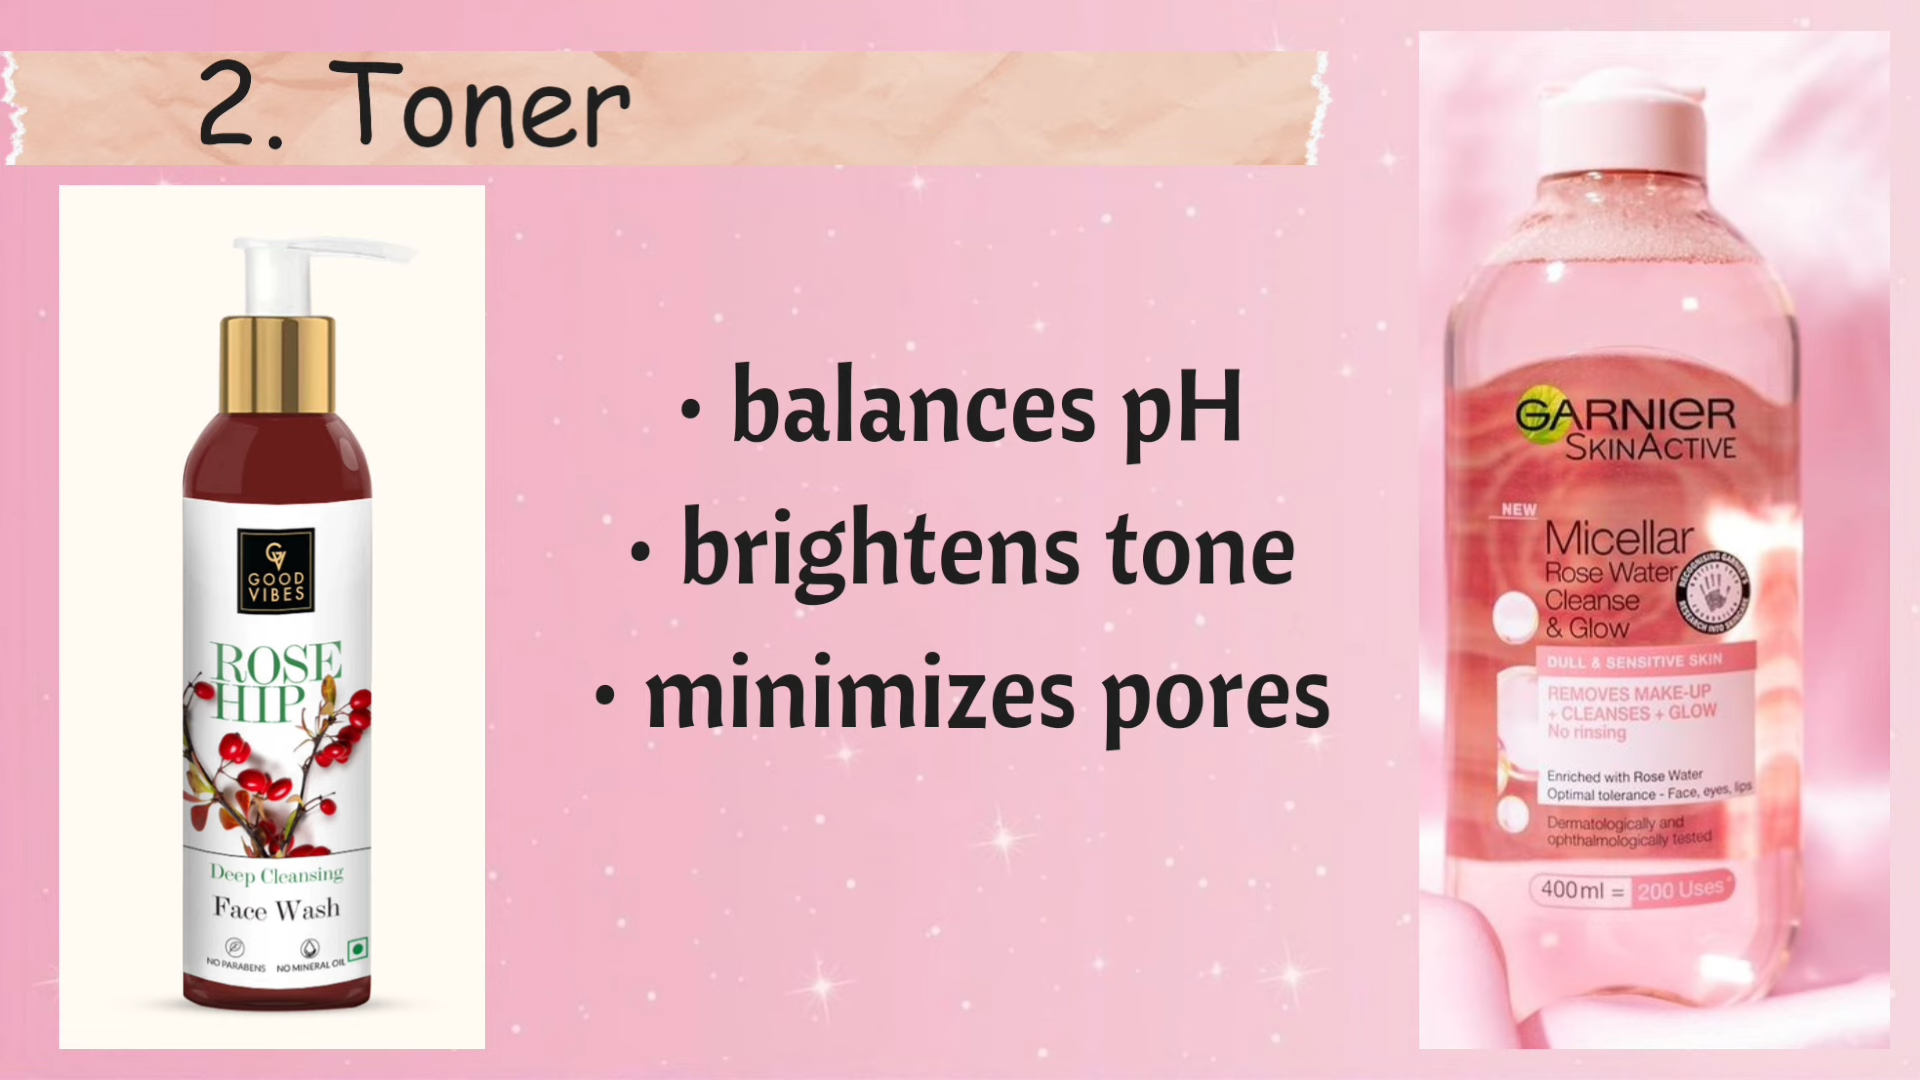 2. Toner
GOOD
VIBES
ROSE
HIP
Deep Cleansing
Face Wash
NO PARABENS NO MINERAL OIL
• balances pH
• brightens tone
• minimizes pores
GARNIER
SKINACTIVE
NEW
Micellar
Rose Water
Cleanse
& Glow
DULL & SENSITIVE SKIN
REMOVES MAKE-UP
+ CLEANSES + GLOW
No rinsing
Enriched with Rose Water
Optimal tolerance - Face, eyes, lips
Dermatologically and
ophthalmologically tested
400ml = 200 Uses*